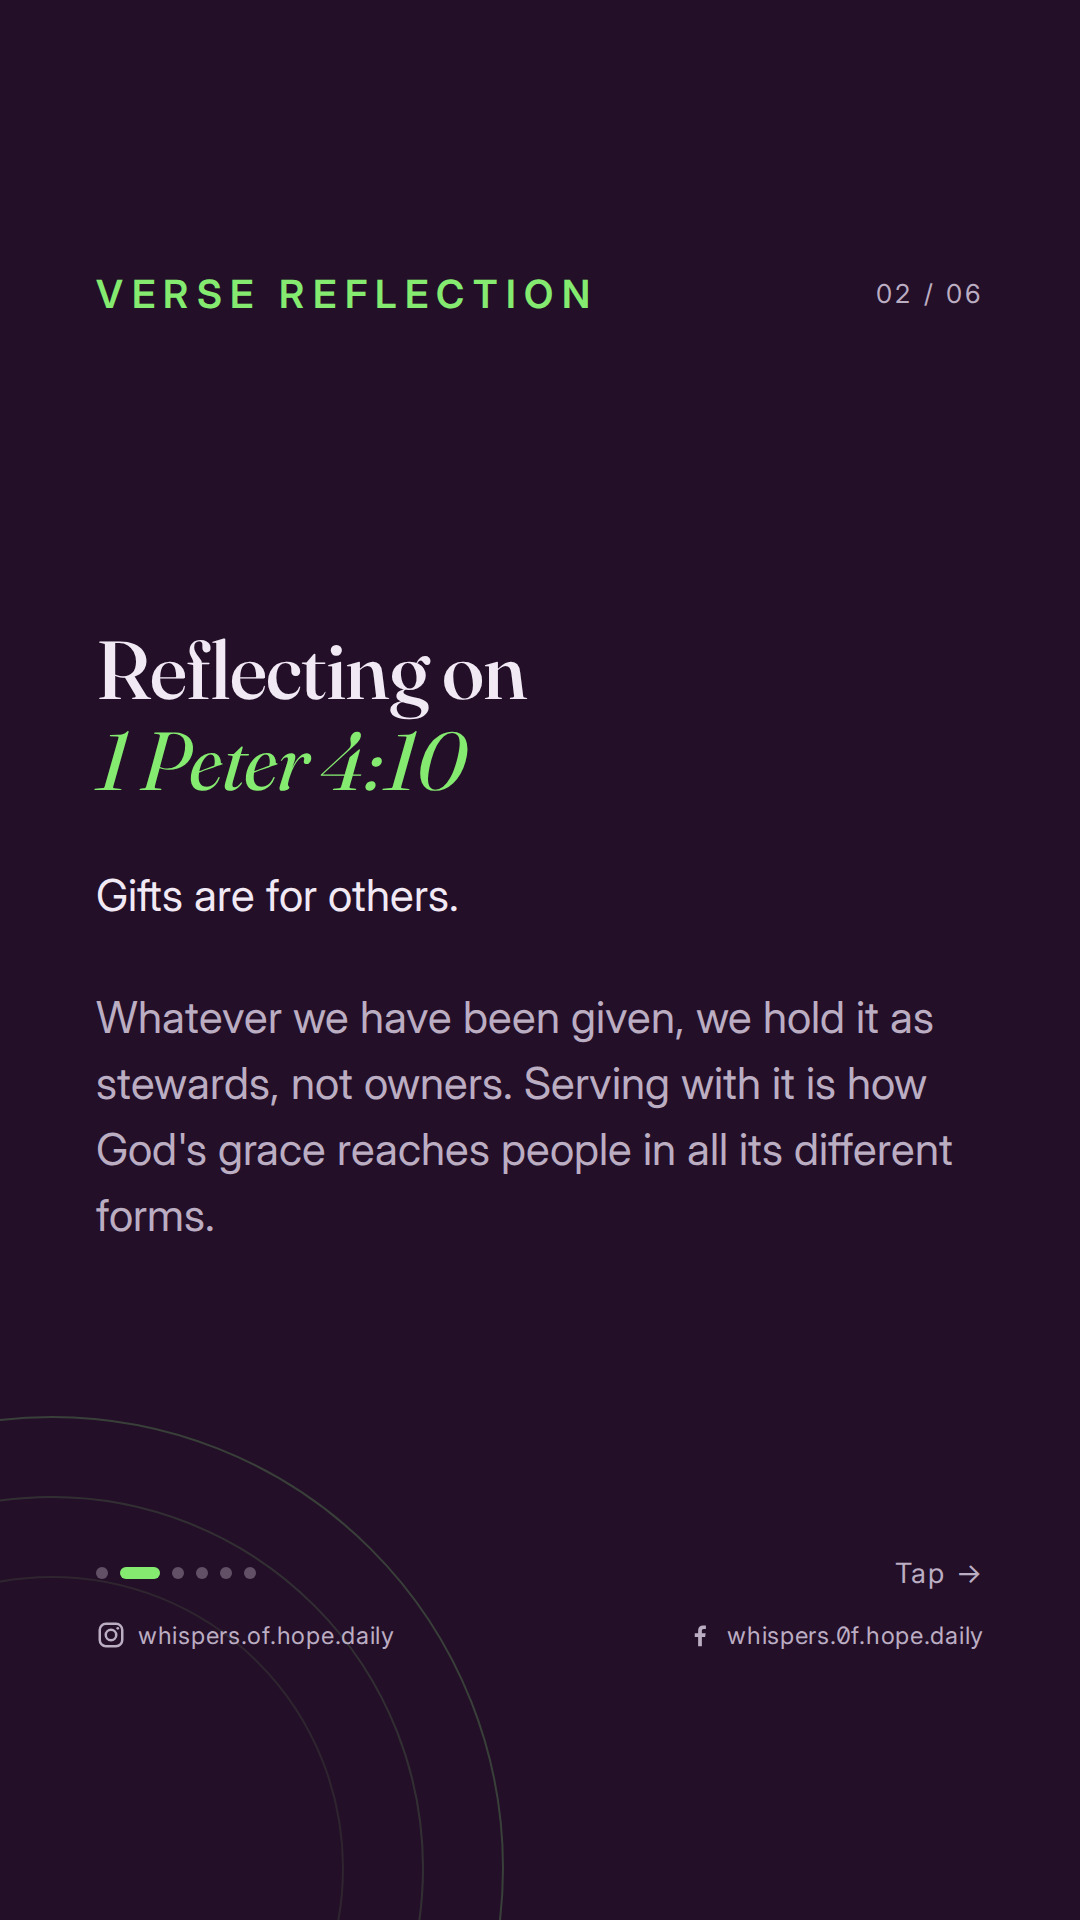 VERSE REFLECTION
02 / 06
Reflecting on
1 Peter 4:10
Gifts are for others.
Whatever we have been given, we hold it as
stewards, not owners. Serving with it is how
God's grace reaches people in all its different
forms.
Tap →
whispers.of.hope.daily
whispers.0f.hope.daily